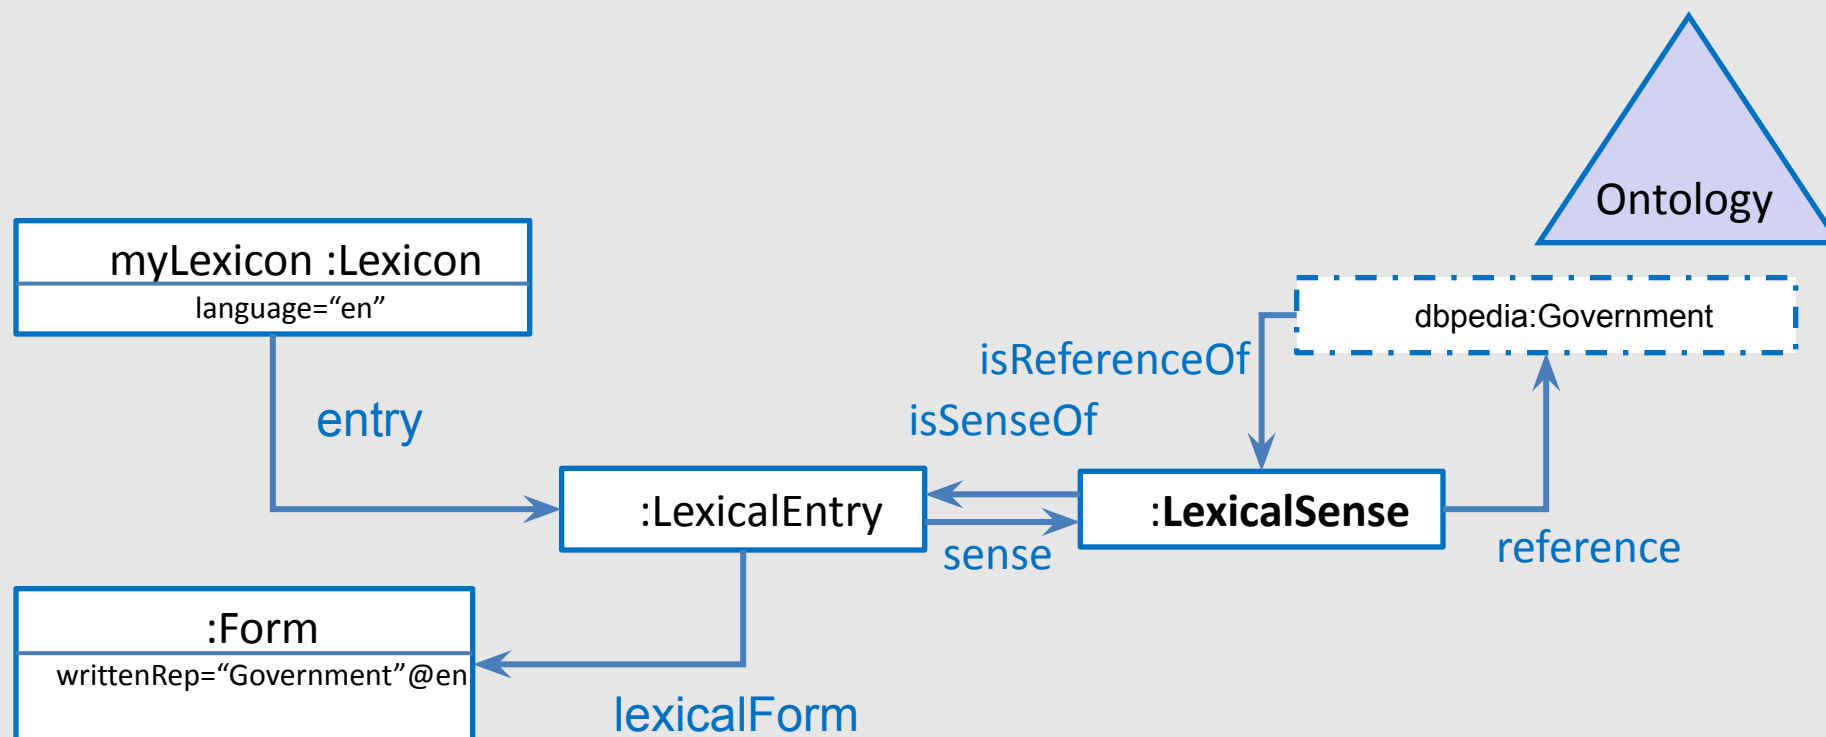 Ontology
myLexicon :Lexicon
language=“en”
dbpedia:Government
isReferenceOf
entry
isSenseOf
:LexicalEntry
:LexicalSense
sense
reference
:Form
writtenRep=“Government”@en
lexicalForm